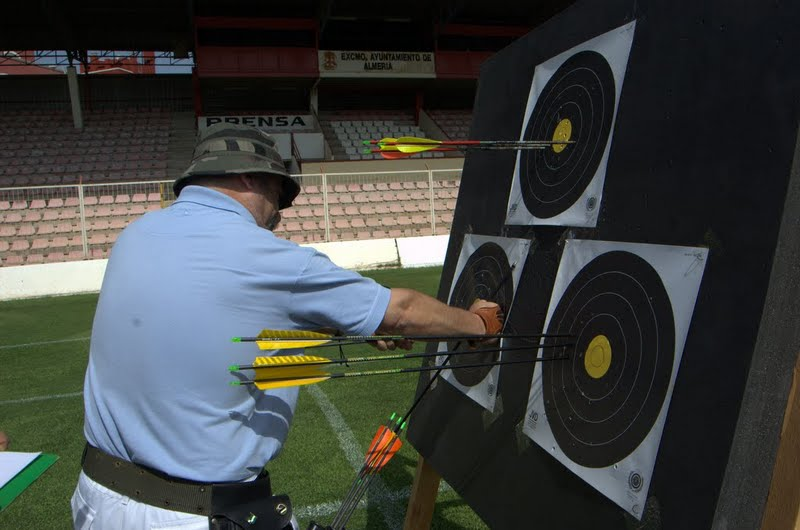 EXCMO. AYUNTAMIENTO DE
ALMERIA
PRENSA